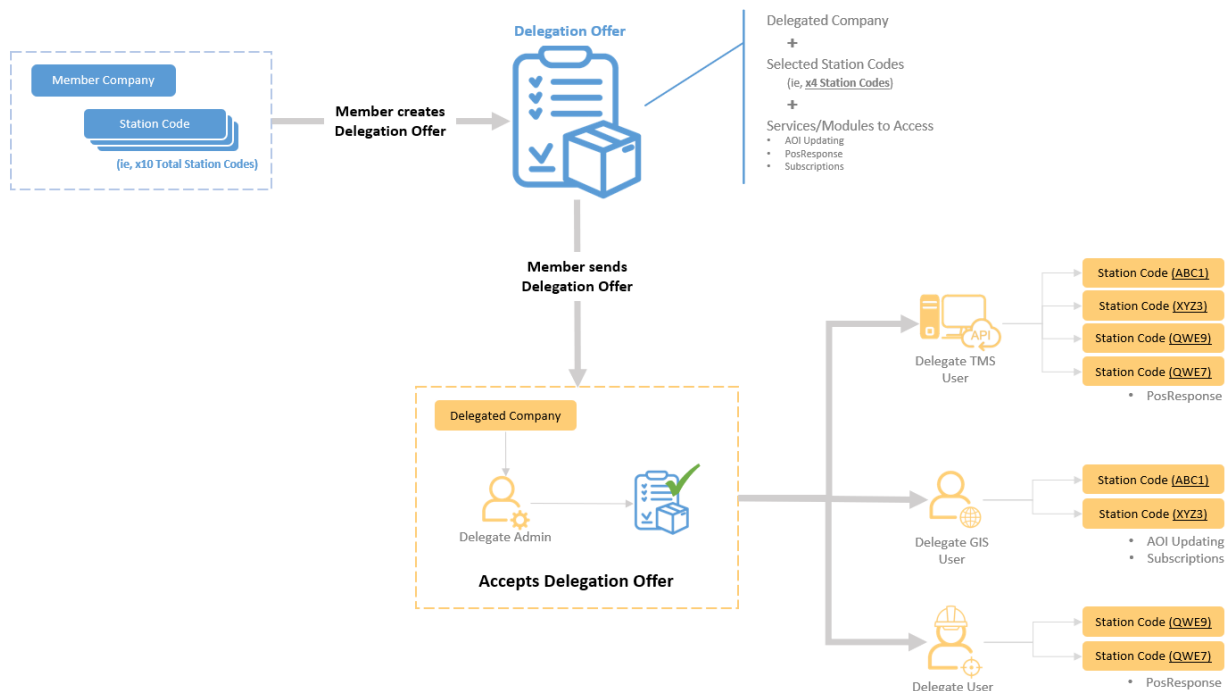 Delegation Offer
Member Company
Station Code
(ie, x10 Total Station Codes)
Member creates
Delegation Offer
Delegated Company
+
Selected Station Codes
(ie, x4 Station Codes)
+
Services/Modules to Access
• AOI Updating
• PosResponse
• Subscriptions
Member sends
Delegation Offer
Delegated Company
Delegate Admin
Accepts Delegation Offer
API
Delegate TMS
User
Station Code (ABC1)
Station Code (XYZ3)
Station Code (QWE9)
Station Code (QWE7)
• PosResponse
Delegate GIS
User
Station Code (ABC1)
Station Code (XYZ3)
• AOI Updating
• Subscriptions
Delegate User
Station Code (QWE9)
Station Code (QWE7)
• PosResponse